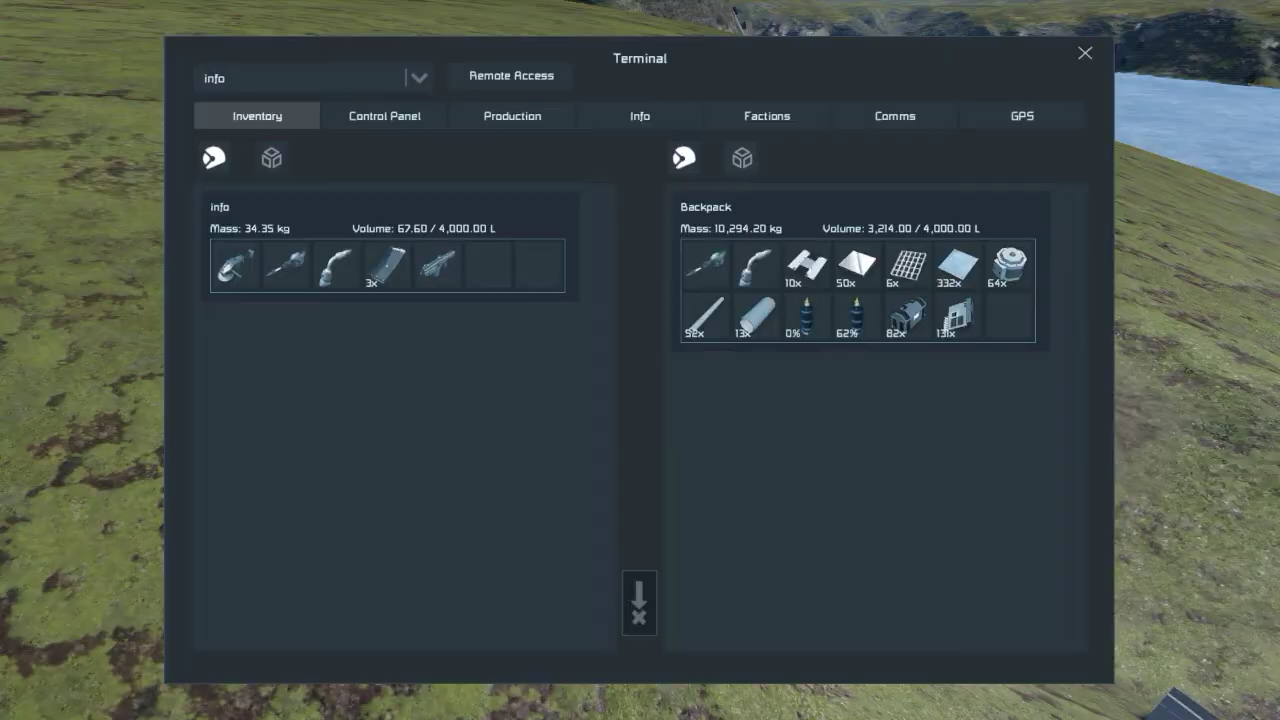 Terminal
info
Remote Access
Inventory
Control Panel
Production
Info
Factions
Comms
GPS
info
Mass: 34.35 kg Volume: 67.60 / 4,000.00 L
3x
Backpack
Mass: 10,294.20 kg Volume: 3,214.00 / 4,000.00 L
10x 50x 6x 332x 64x
52x 13x 0% 62% 82x 131x